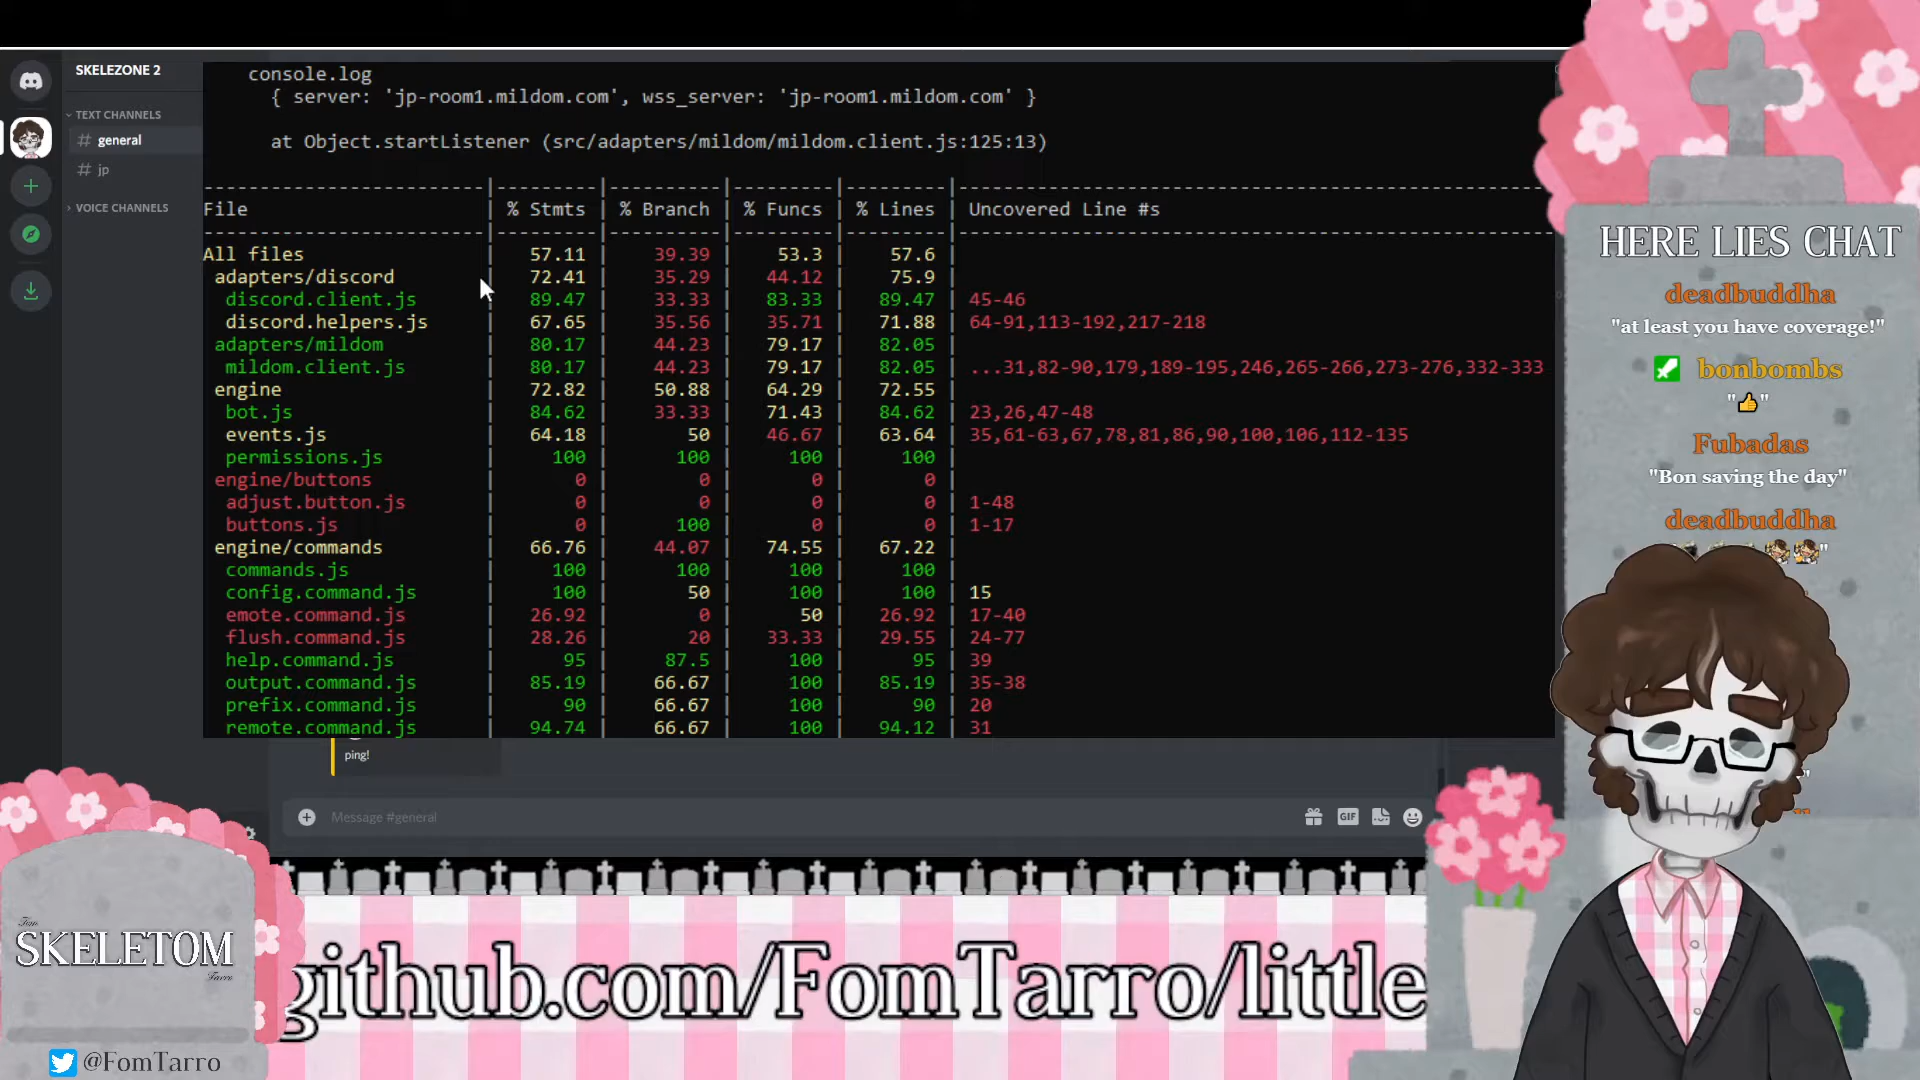 SKELEZONE 2
TEXT CHANNELS
# general
# jp
VOICE CHANNELS
console.log
{ server: 'jp-room1.mildom.com', wss_server: 'jp-room1.mildom.com' }
at Object.startListener (src/adapters/mildom/mildom.client.js:125:13)
File | % Stmts | % Branch | % Funcs | % Lines | Uncovered Line #s
All files | 57.11 | 39.39 | 53.3 | 57.6 |
adapters/discord | 72.41 | 35.29 | 44.12 | 75.9 |
discord.client.js | 89.47 | 33.33 | 83.33 | 89.47 | 45-46
discord.helpers.js | 67.65 | 35.56 | 35.71 | 71.88 | 64-91,113-192,217-218
adapters/mildom | 80.17 | 44.23 | 79.17 | 82.05 |
mildom.client.js | 80.17 | 44.23 | 79.17 | 82.05 | ...31,82-90,179,189-195,246,265-266,273-276,332-333
engine | 72.82 | 50.88 | 64.29 | 72.55 |
bot.js | 84.62 | 33.33 | 71.43 | 84.62 | 23,26,47-48
events.js | 64.18 | 50 | 46.67 | 63.64 | 35,61-63,67,78,81,86,90,100,106,112-135
permissions.js | 100 | 100 | 100 | 100 |
engine/buttons | 0 | 0 | 0 | 0 |
adjust.button.js | 0 | 0 | 0 | 0 | 1-48
buttons.js | 0 | 100 | 0 | 0 | 1-17
engine/commands | 66.76 | 44.07 | 74.55 | 67.22 |
commands.js | 100 | 100 | 100 | 100 |
config.command.js | 100 | 50 | 100 | 100 | 15
emote.command.js | 26.92 | 0 | 50 | 26.92 | 17-40
flush.command.js | 28.26 | 20 | 33.33 | 29.55 | 24-77
help.command.js | 95 | 87.5 | 100 | 95 | 39
output.command.js | 85.19 | 66.67 | 100 | 85.19 | 35-38
prefix.command.js | 90 | 66.67 | 100 | 90 | 20
remote.command.js | 94.74 | 66.67 | 100 | 94.12 | 31
ping!
Message #general
GIF
HERE LIES CHAT
deadbuddha
"at least you have coverage!"
bonbombs
"👍"
Fubadas
"Bon saving the day"
deadbuddha
Fom
SKELETOM
Tarro
@FomTarro
github.com/FomTarro/little